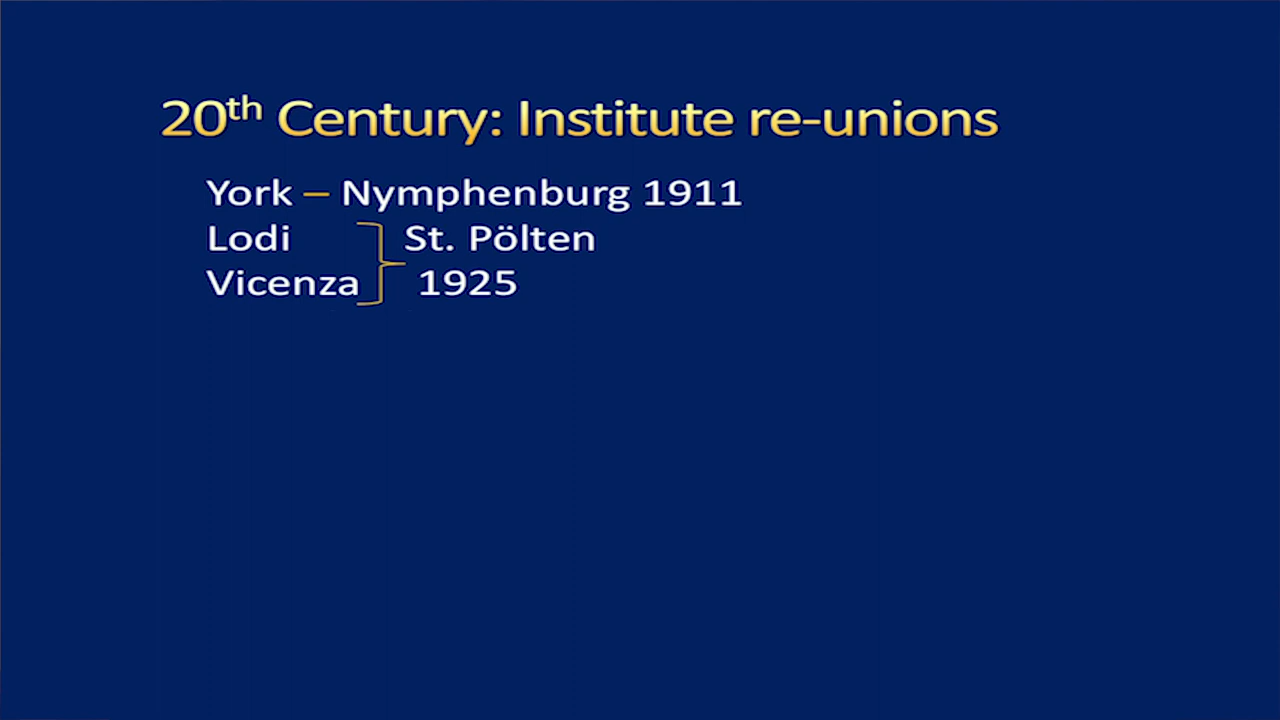 20th Century: Institute re-unions
York – Nymphenburg 1911
Lodi St. Pölten
Vicenza 1925